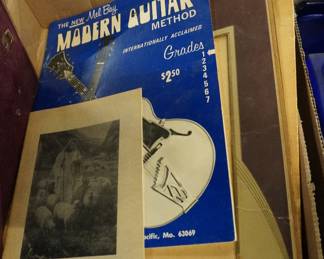 THE NEW Mel Bay
MODERN GUITAR
METHOD
INTERNATIONALLY ACCLAIMED
Grades
$2.50
1
2
3
4
5
6
7
cific, Mo. 63069